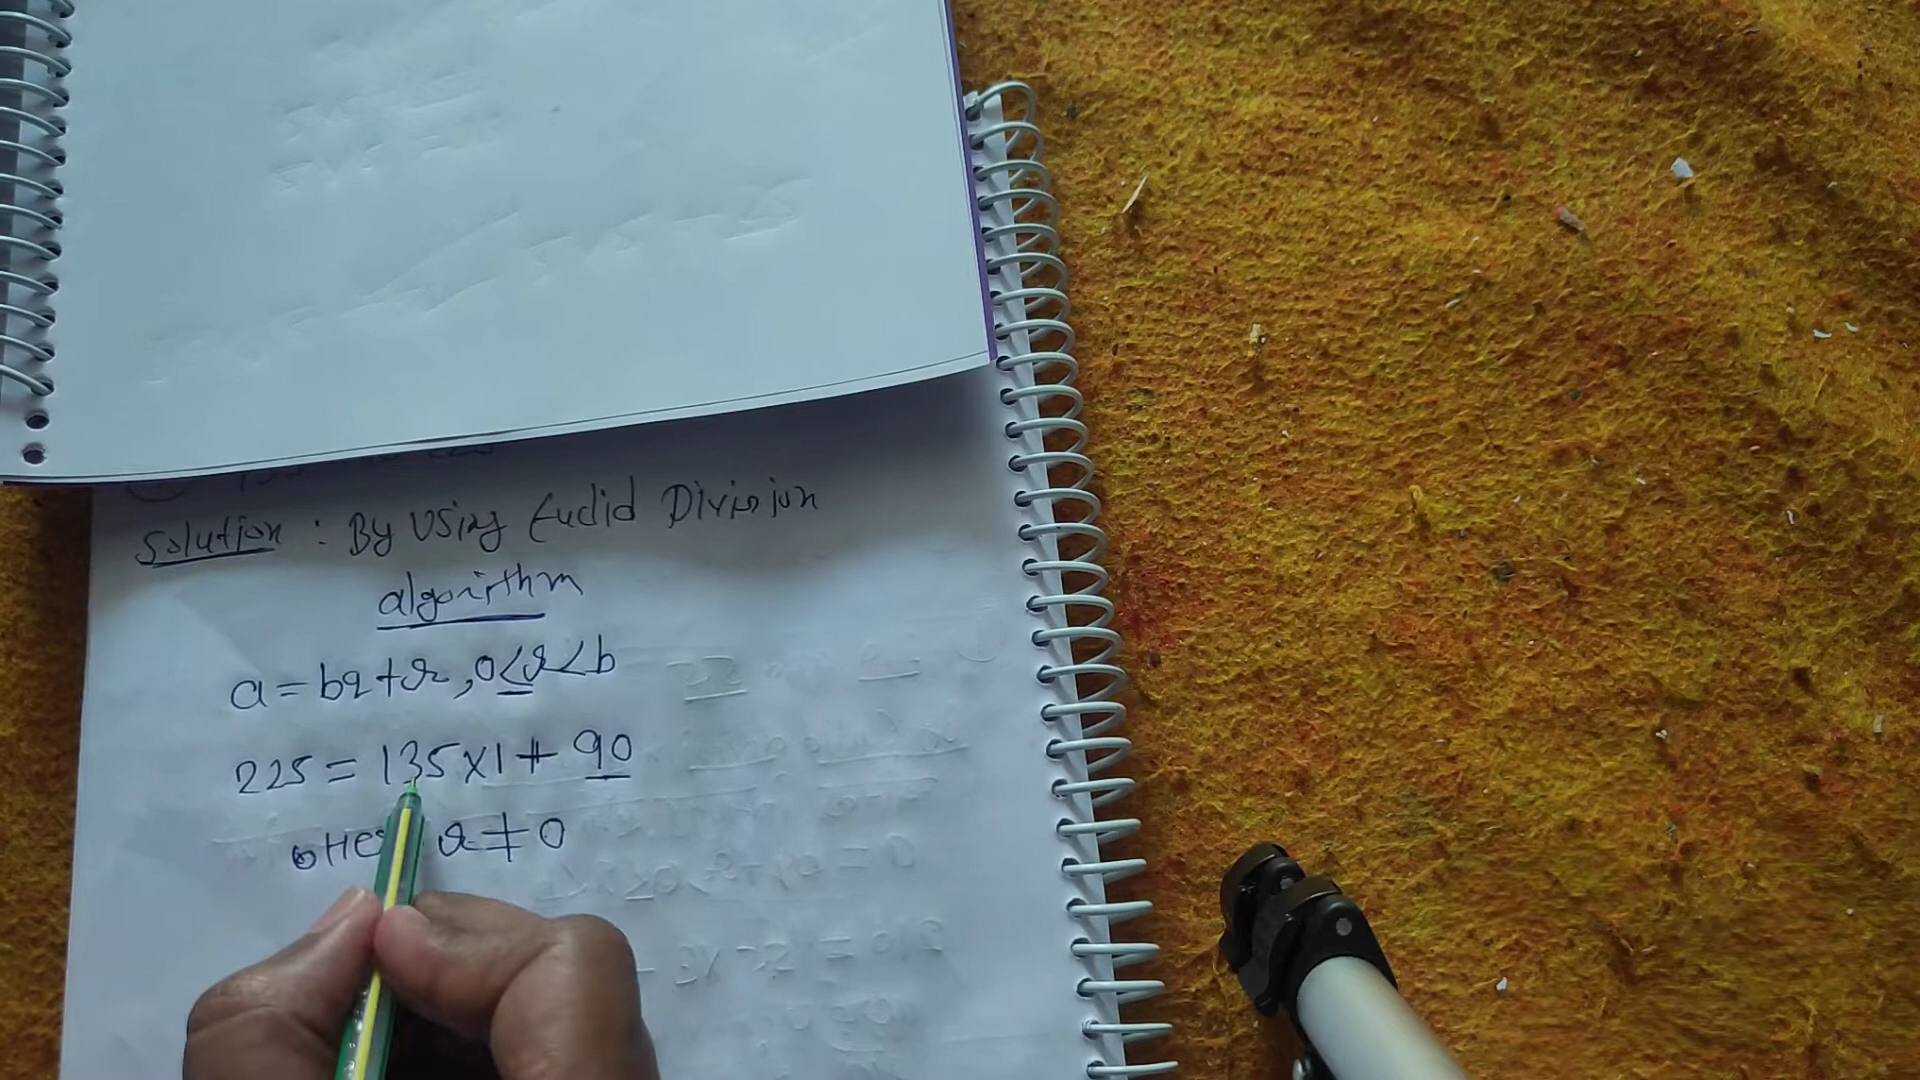 Solution : By Using Euclid Division
algorithm
a = bq + r , 0 ≤ r < b
225 = 135 × 1 + 90
r ≠ 0